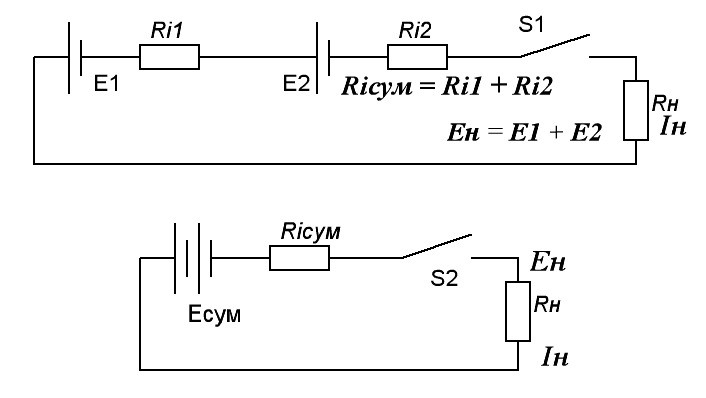 Ri1
Ri2
S1
E1
E2
Riсум = Ri1 + Ri2
Rн
Iн
Eн = E1 + E2
Riсум
S2
Eн
Rн
Eсум
Iн